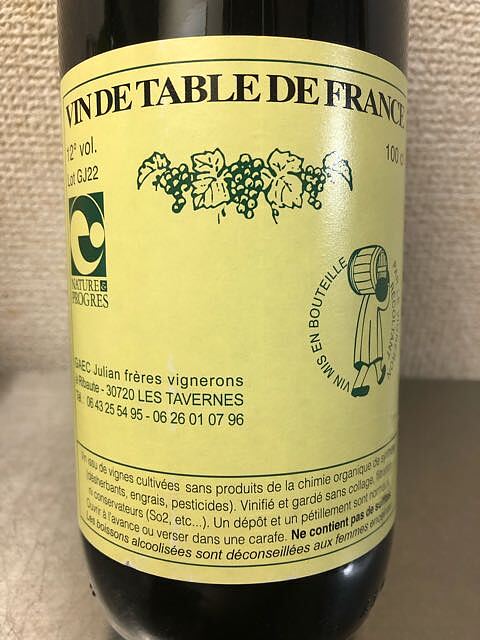 VIN DE TABLE DE FRANCE
12° vol.
100 c
Lot GJ22
NATURE &
PROGRES
VIN MIS EN BOUTEILLE
GAEC Julian frères vignerons
Ribaute - 30720 LES TAVERNES
Tél. 06 43 25 54 95 - 06 26 01 07 96
Vin issu de vignes cultivées sans produits de la chimie organique de synthè
(désherbants, engrais, pesticides). Vinifié et gardé sans collage,
ni conservateurs (So2, etc...). Un dépôt et un pétillement sont norma
Ouvrir à l'avance ou verser dans une carafe. Ne contient pas de sulfites.
Les boissons alcoolisées sont déconseillées aux femmes encein